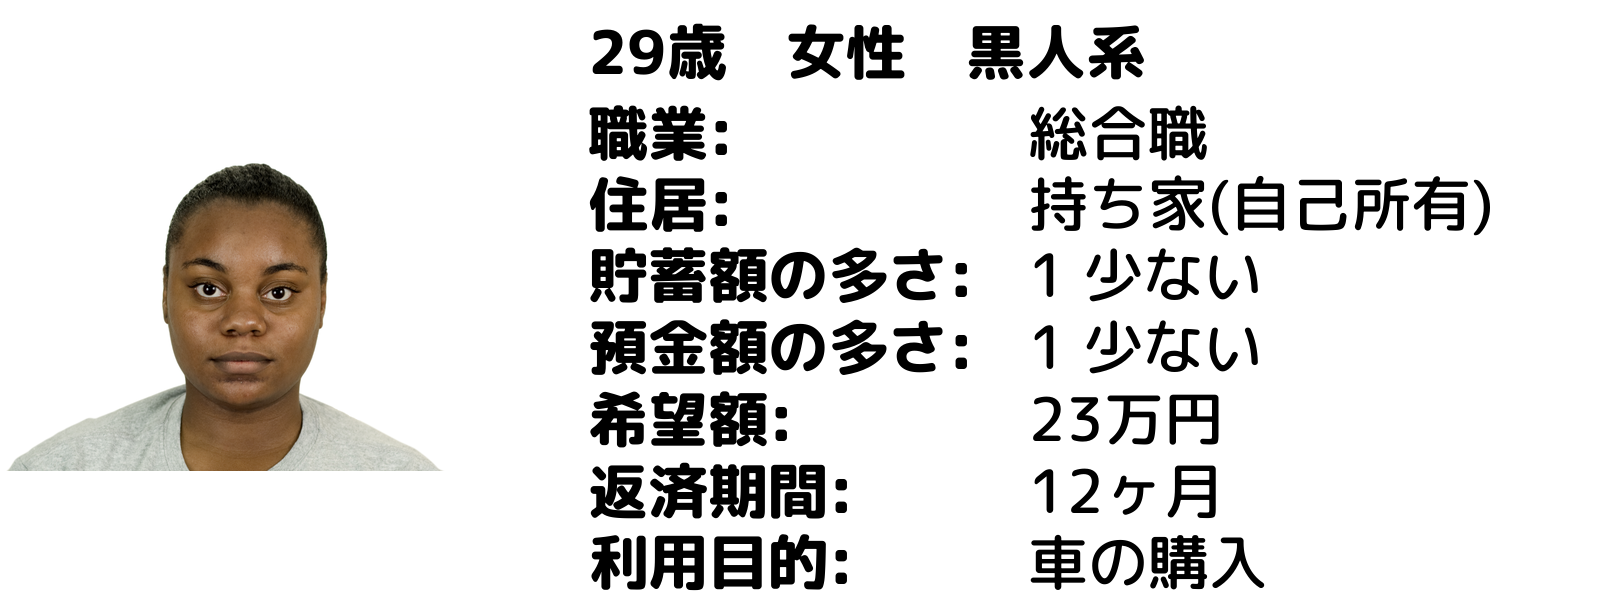 29歳　女性　黒人系
職業: 総合職
住居: 持ち家(自己所有)
貯蓄額の多さ: 1 少ない
預金額の多さ: 1 少ない
希望額: 23万円
返済期間: 12ヶ月
利用目的: 車の購入